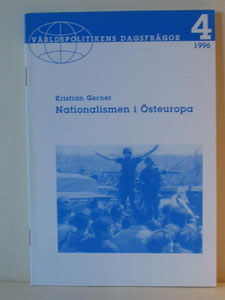 VÄRLDSPOLITIKENS DAGSFRÅGOR
4
1996
Kristian Gerner
Nationalismen i Östeuropa